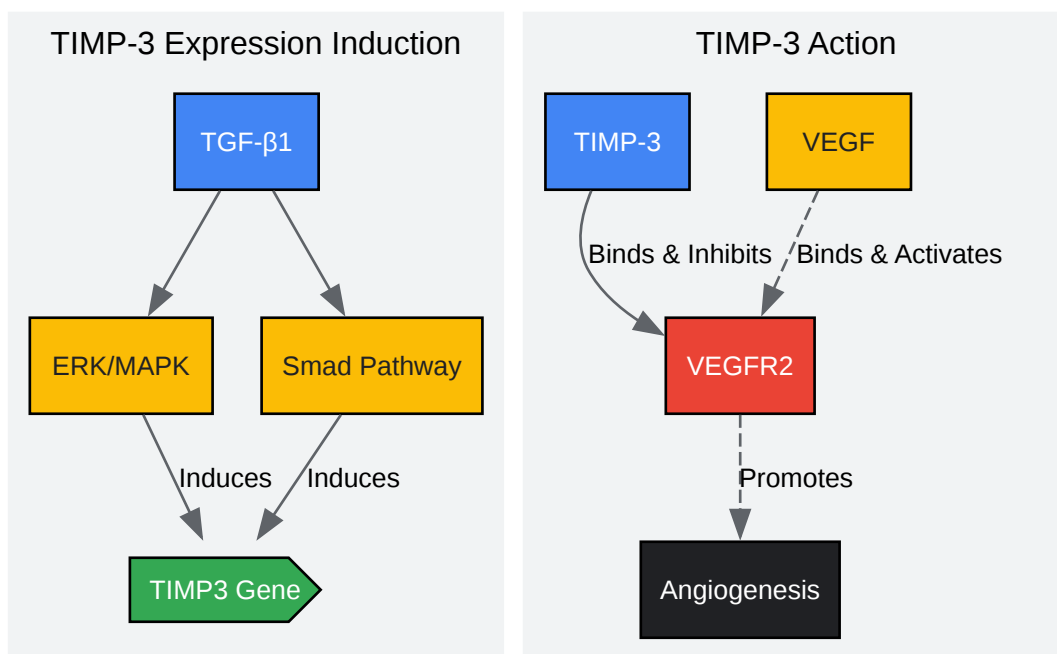 TIMP-3 Expression Induction
TGF-β1
ERK/MAPK
Smad Pathway
Induces
Induces
TIMP3 Gene
TIMP-3 Action
TIMP-3
VEGF
Binds & Inhibits
Binds & Activates
VEGFR2
Promotes
Angiogenesis